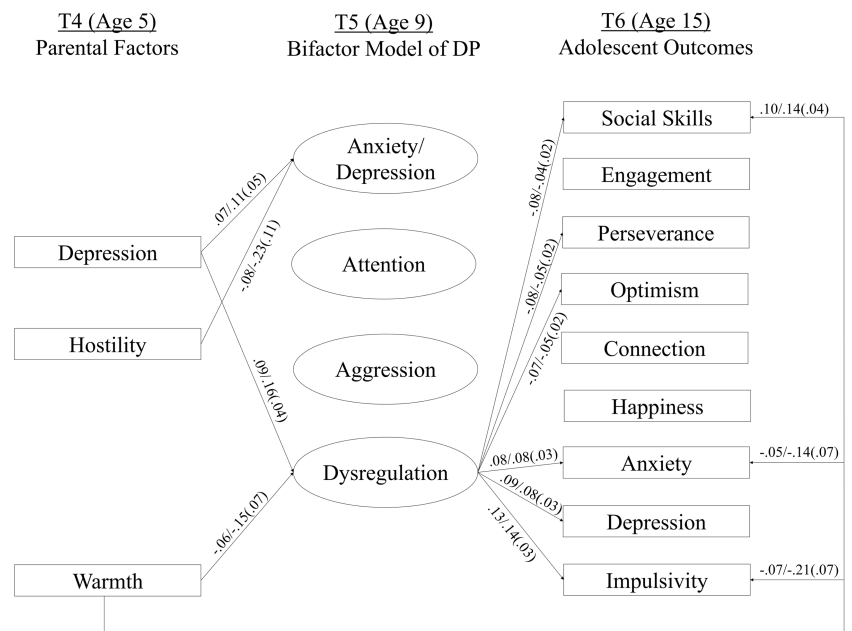 T4 (Age 5)
Parental Factors
T5 (Age 9)
Bifactor Model of DP
T6 (Age 15)
Adolescent Outcomes
Depression
Hostility
Warmth
Anxiety/
Depression
Attention
Aggression
Dysregulation
Social Skills
Engagement
Perseverance
Optimism
Connection
Happiness
Anxiety
Depression
Impulsivity
.07/.11(.05)
-.08/-.23(.11)
.09/.16(.04)
-.06/-.15(.07)
-.08/-.04(.02)
-.08/-.05(.02)
-.07/-.05(.02)
.08/.08(.03)
.09/.08(.03)
.13/.14(.03)
.10/.14(.04)
-.05/-.14(.07)
-.07/-.21(.07)